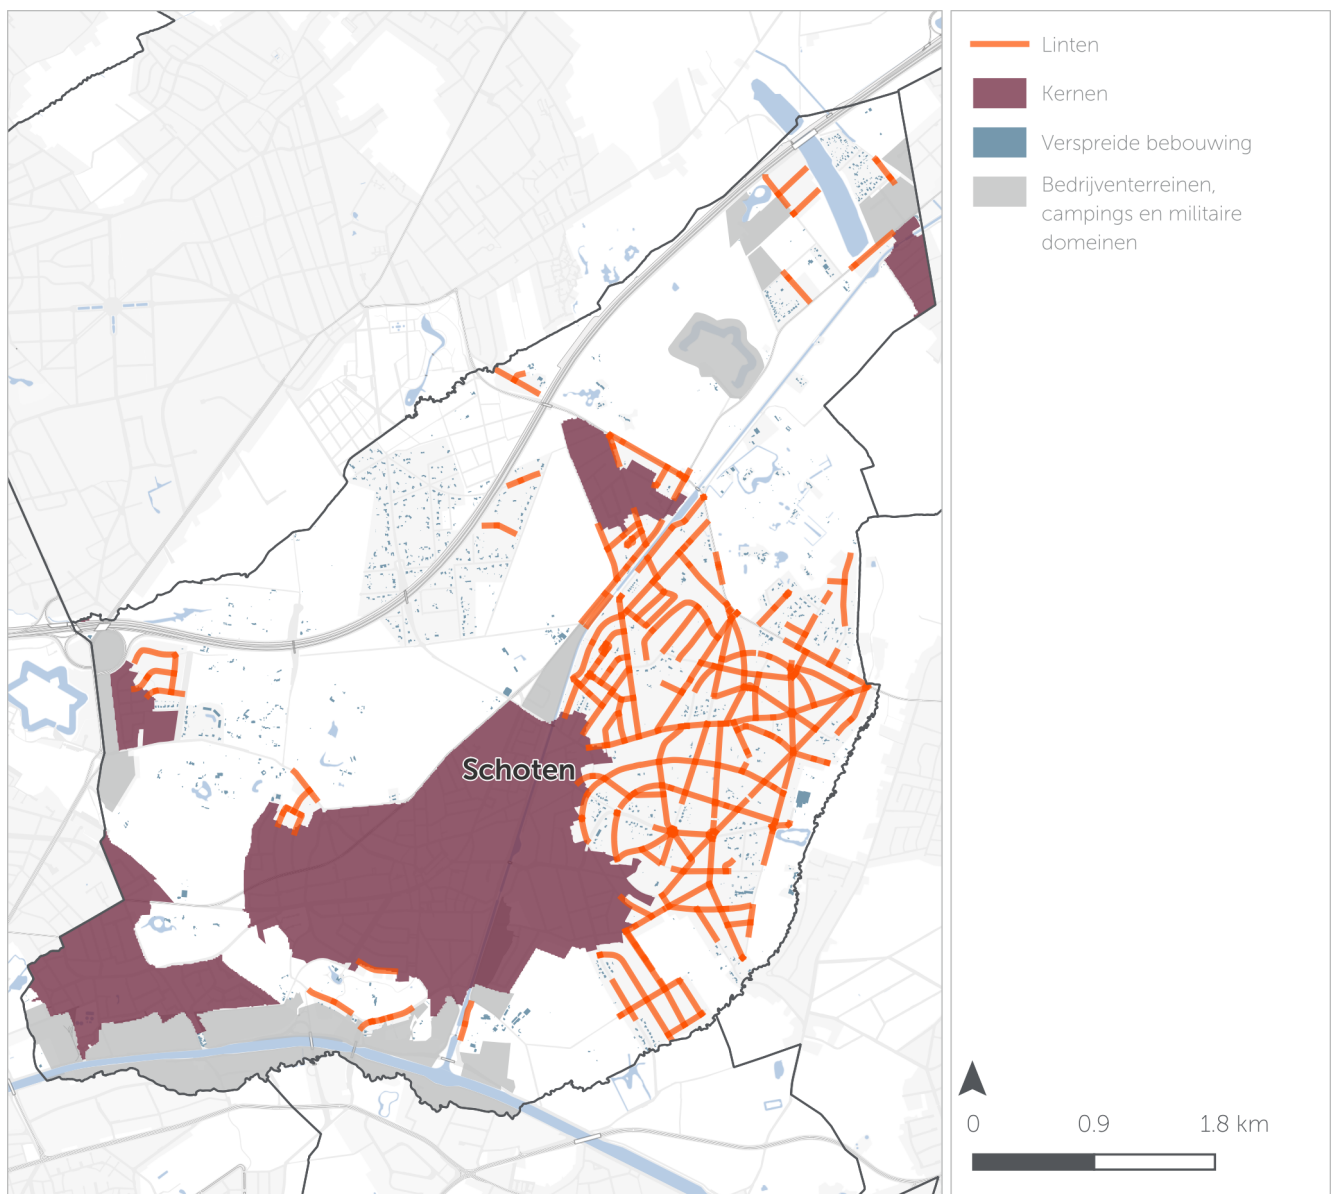 Linten
Kernen
Verspreide bebouwing
Bedrijventerreinen,
campings en militaire
domeinen
Schoten
0 0.9 1.8 km